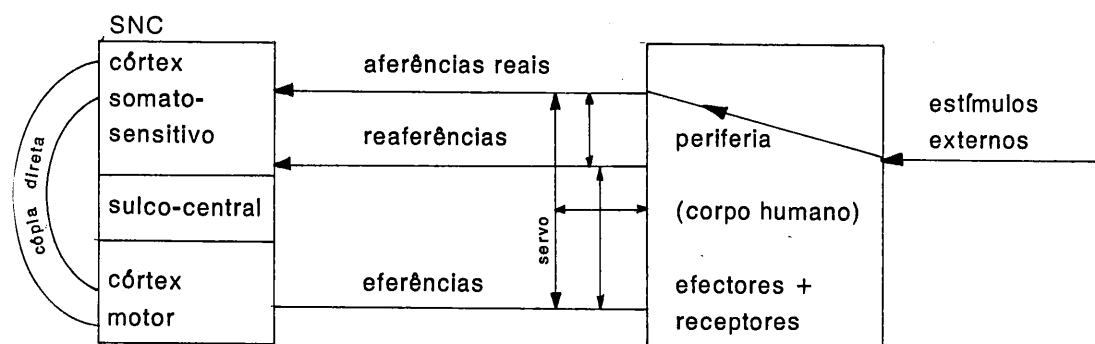 SNC
córtex
somato-
sensitivo
sulco-central
córtex
motor
cópia direta
aferências reais
reaferências
eferências
servo
periferia
(corpo humano)
efectores +
receptores
estímulos
externos